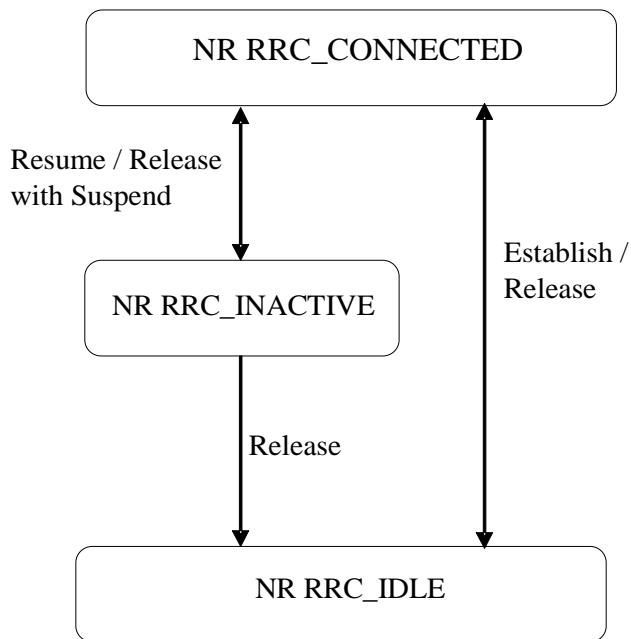 NR RRC_CONNECTED
Resume / Release
with Suspend
Establish /
Release
NR RRC_INACTIVE
Release
NR RRC_IDLE